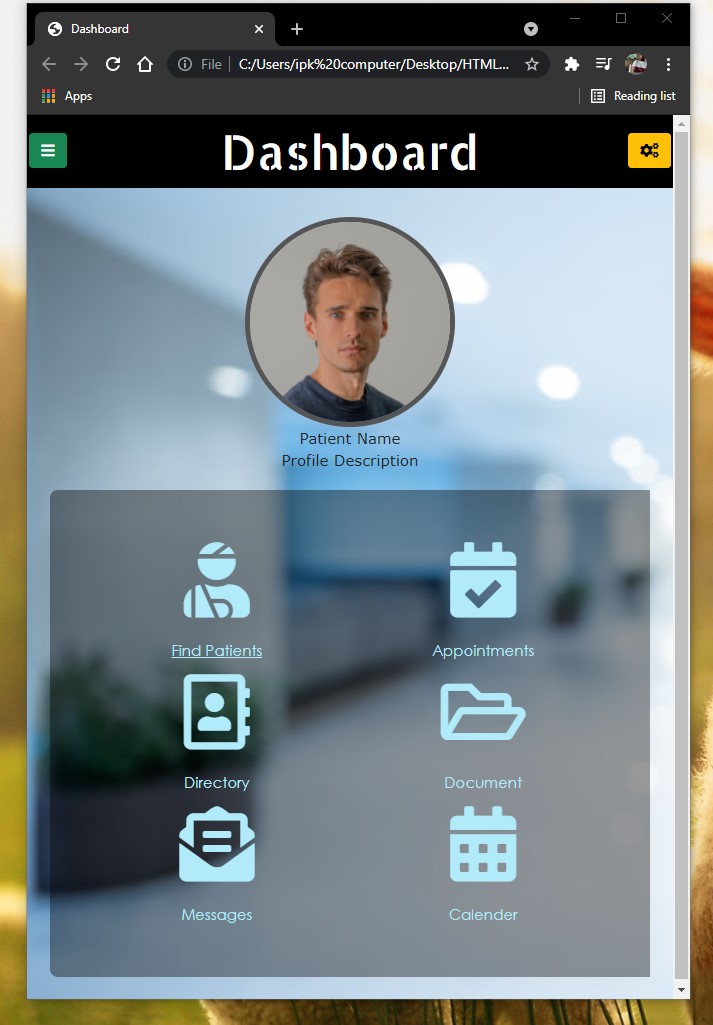 Dashboard
File C:/Users/ipk%20computer/Desktop/HTML...
Apps Reading list
Dashboard
Patient Name
Profile Description
Find Patients Appointments
Directory Document
Messages Calender